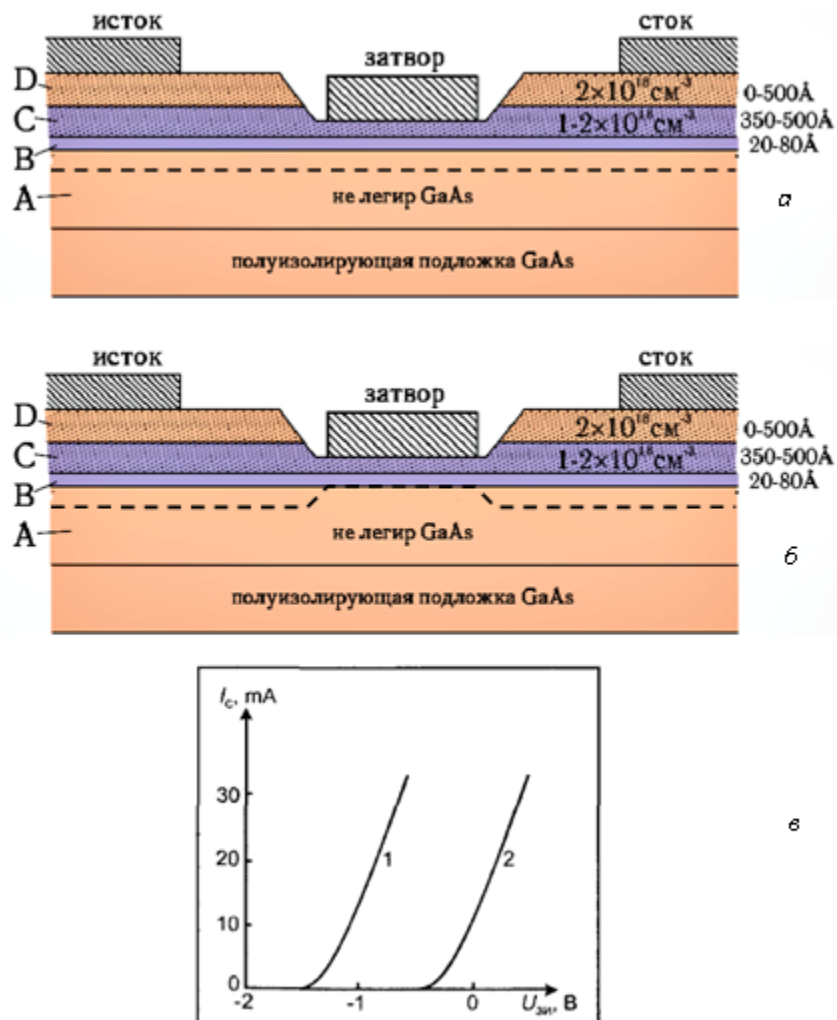 исток
сток
затвор
D
2×10¹⁸см⁻³
0-500Å
C
1-2×10¹⁸см⁻³
350-500Å
B
20-80Å
A
не легир GaAs
а
полуизолирующая подложка GaAs
исток
сток
затвор
D
2×10¹⁸см⁻³
0-500Å
C
1-2×10¹⁸см⁻³
350-500Å
B
20-80Å
A
не легир GaAs
б
полуизолирующая подложка GaAs
Iс, mA
30
20
10
0
1
2
в
-2
-1
0
Uзи, В